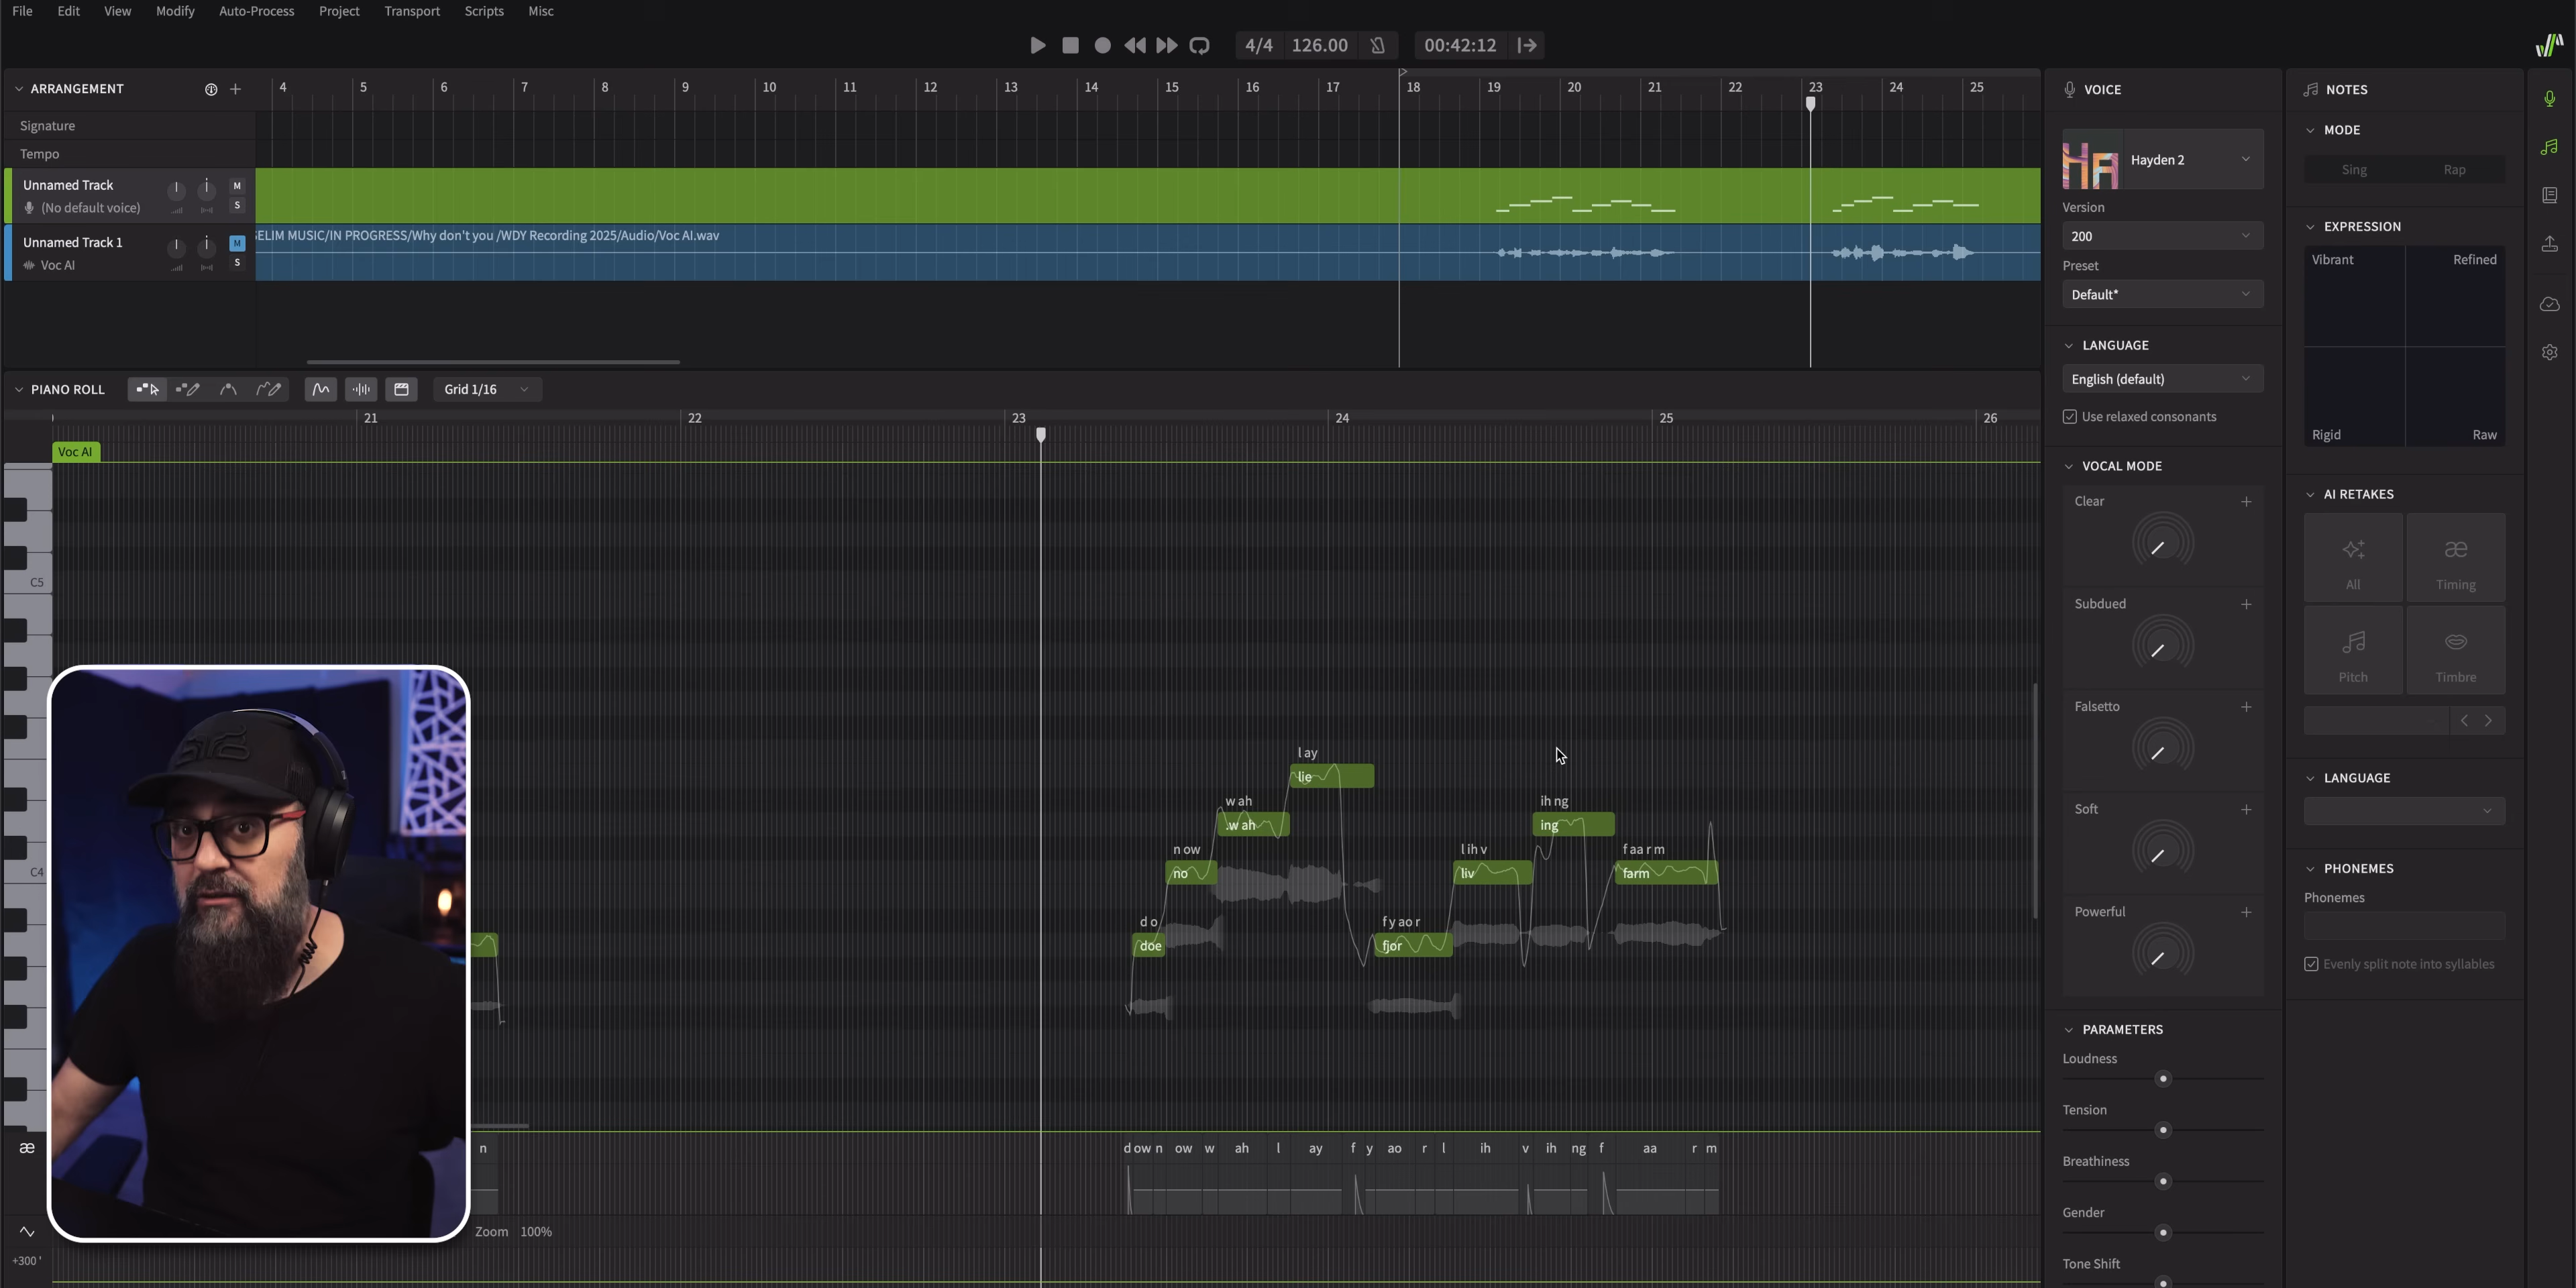 File Edit View Modify Auto-Process Project Transport Scripts Misc
4/4 126.00 00:42:12
ARRANGEMENT
4 5 6 7 8 9 10 11 12 13 14 15 16 17 18 19 20 21 22 23 24 25
Signature
Tempo
Unnamed Track M
(No default voice) S
Unnamed Track 1 M
Voc AI S
SELIM MUSIC/IN PROGRESS/Why don't you /WDY Recording 2025/Audio/Voc AI.wav
PIANO ROLL Grid 1/16
21 22 23 24 25 26
Voc AI
C5
C4
l ay
lie
w ah
.w ah
ih ng
ing
n ow
no
l ih v
liv
f aa r m
farm
d o
doe
f y ao r
fjor
æ n d ow n ow w ah l ay f y ao r l ih v ih ng f aa r m
Zoom 100%
+300 '
VOICE
HA
Hayden 2
Version
200
Preset
Default*
LANGUAGE
English (default)
Use relaxed consonants
VOCAL MODE
Clear
Subdued
Falsetto
Soft
Powerful
PARAMETERS
Loudness
Tension
Breathiness
Gender
Tone Shift
NOTES
MODE
Sing Rap
EXPRESSION
Vibrant Refined
Rigid Raw
AI RETAKES
All
æ
Timing
Pitch Timbre
LANGUAGE
PHONEMES
Phonemes
Evenly split note into syllables